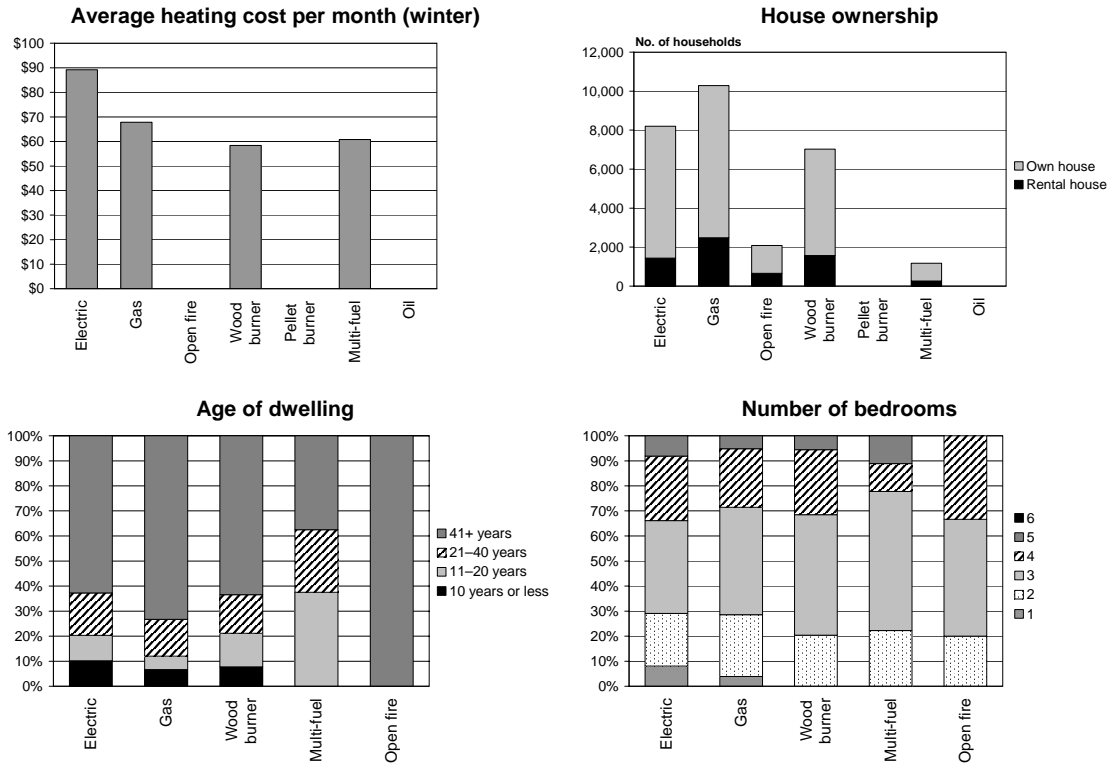 Average heating cost per month (winter)
$100
$90
$80
$70
$60
$50
$40
$30
$20
$10
$0
Electric
Gas
Open fire
Wood
burner
Pellet
burner
Multi-fuel
Oil
House ownership
No. of households
12,000
10,000
8,000
6,000
4,000
2,000
0
Electric
Gas
Open fire
Wood
burner
Pellet
burner
Multi-fuel
Oil
Own house
Rental house
Age of dwelling
100%
90%
80%
70%
60%
50%
40%
30%
20%
10%
0%
Electric
Gas
Wood
burner
Multi-fuel
Open fire
41+ years
21–40 years
11–20 years
10 years or less
Number of bedrooms
100%
90%
80%
70%
60%
50%
40%
30%
20%
10%
0%
Electric
Gas
Wood
burner
Multi-fuel
Open fire
6
5
4
3
2
1